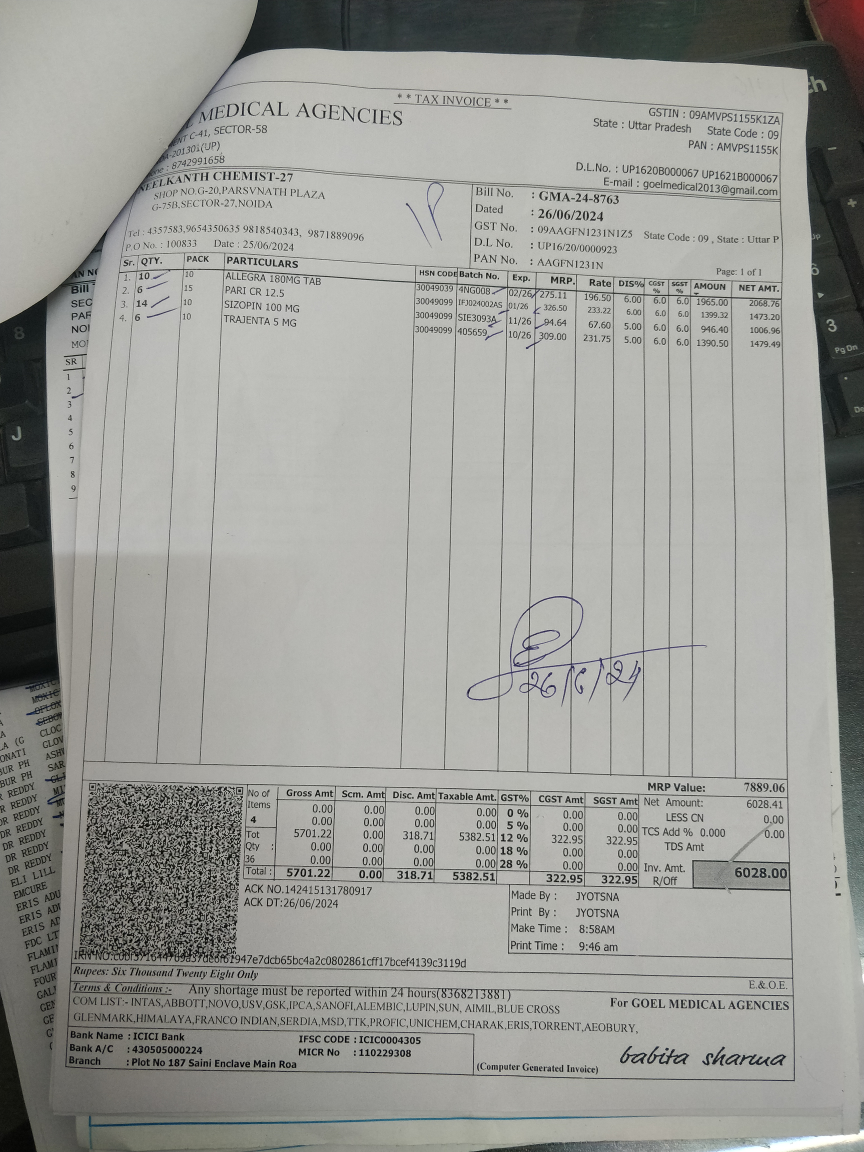 ** TAX INVOICE **
MEDICAL AGENCIES
C-41, SECTOR-58
(UP)
: 8742991658
GSTIN : 09AMVPS1155K1ZA
State : Uttar Pradesh State Code : 09
PAN : AMVPS1155K
D.L.No. : UP1620B000067 UP1621B000067
E-mail : goelmedical2013@gmail.com
NEELKANTH CHEMIST-27
SHOP NO.G-20,PARSVNATH PLAZA
G-75B,SECTOR-27,NOIDA
Tel : 4357583,9654350635 9818540343, 9871889096
P.O No. : 100833 Date : 25/06/2024
Bill No. : GMA-24-8763
Dated : 26/06/2024
GST No. : 09AAGFN1231N1Z5 State Code : 09 , State : Uttar P
D.L No. : UP16/20/0000923
PAN No. : AAGFN1231N
Page: 1 of 1
Sr. QTY. PACK PARTICULARS HSN CODE Batch No. Exp. MRP. Rate DIS% CGST % SGST % AMOUN NET AMT.
1. 10 10 ALLEGRA 180MG TAB 30049039 4NG008 02/26 275.11 196.50 6.00 6.0 6.0 1965.00 2068.76
2. 6 15 PARI CR 12.5 30049099 IFJ024002AS 01/26 326.50 233.22 6.00 6.0 6.0 1399.32 1473.20
3. 14 10 SIZOPIN 100 MG 30049099 SIE3093A 11/26 94.64 67.60 5.00 6.0 6.0 946.40 1006.96
4. 6 10 TRAJENTA 5 MG 30049099 405659 10/26 309.00 231.75 5.00 6.0 6.0 1390.50 1479.49
26/6/24
MRP Value: 7889.06
No of Items 4
Tot Qty : 36
Gross Amt Scm. Amt Disc. Amt Taxable Amt. GST% CGST Amt SGST Amt
0.00 0.00 0.00 0.00 0 % 0.00 0.00
0.00 0.00 0.00 0.00 5 % 0.00 0.00
5701.22 0.00 318.71 5382.51 12 % 322.95 322.95
0.00 0.00 0.00 0.00 18 % 0.00 0.00
0.00 0.00 0.00 0.00 28 % 0.00 0.00
Total : 5701.22 0.00 318.71 5382.51 322.95 322.95
Net Amount: 6028.41
LESS CN 0.00
TCS Add % 0.000 0.00
TDS Amt
Inv. Amt. R/Off 6028.00
ACK NO.142415131780917
ACK DT:26/06/2024
Made By : JYOTSNA
Print By : JYOTSNA
Make Time : 8:58AM
Print Time : 9:46 am
Rupees: Six Thousand Twenty Eight Only
E.&.O.E.
Terms & Conditions :- Any shortage must be reported within 24 hours(8368213881)
COM LIST:- INTAS,ABBOTT,NOVO,USV,GSK,IPCA,SANOFI,ALEMBIC,LUPIN,SUN, AIMIL,BLUE CROSS
GLENMARK,HIMALAYA,FRANCO INDIAN,SERDIA,MSD,TTK,PROFIC,UNICHEM,CHARAK,ERIS,TORRENT,AEOBURY,
For GOEL MEDICAL AGENCIES
Bank Name : ICICI Bank IFSC CODE : ICIC0004305
Bank A/C : 430505000224 MICR No : 110229308
Branch : Plot No 187 Saini Enclave Main Roa
(Computer Generated Invoice)
babita sharma